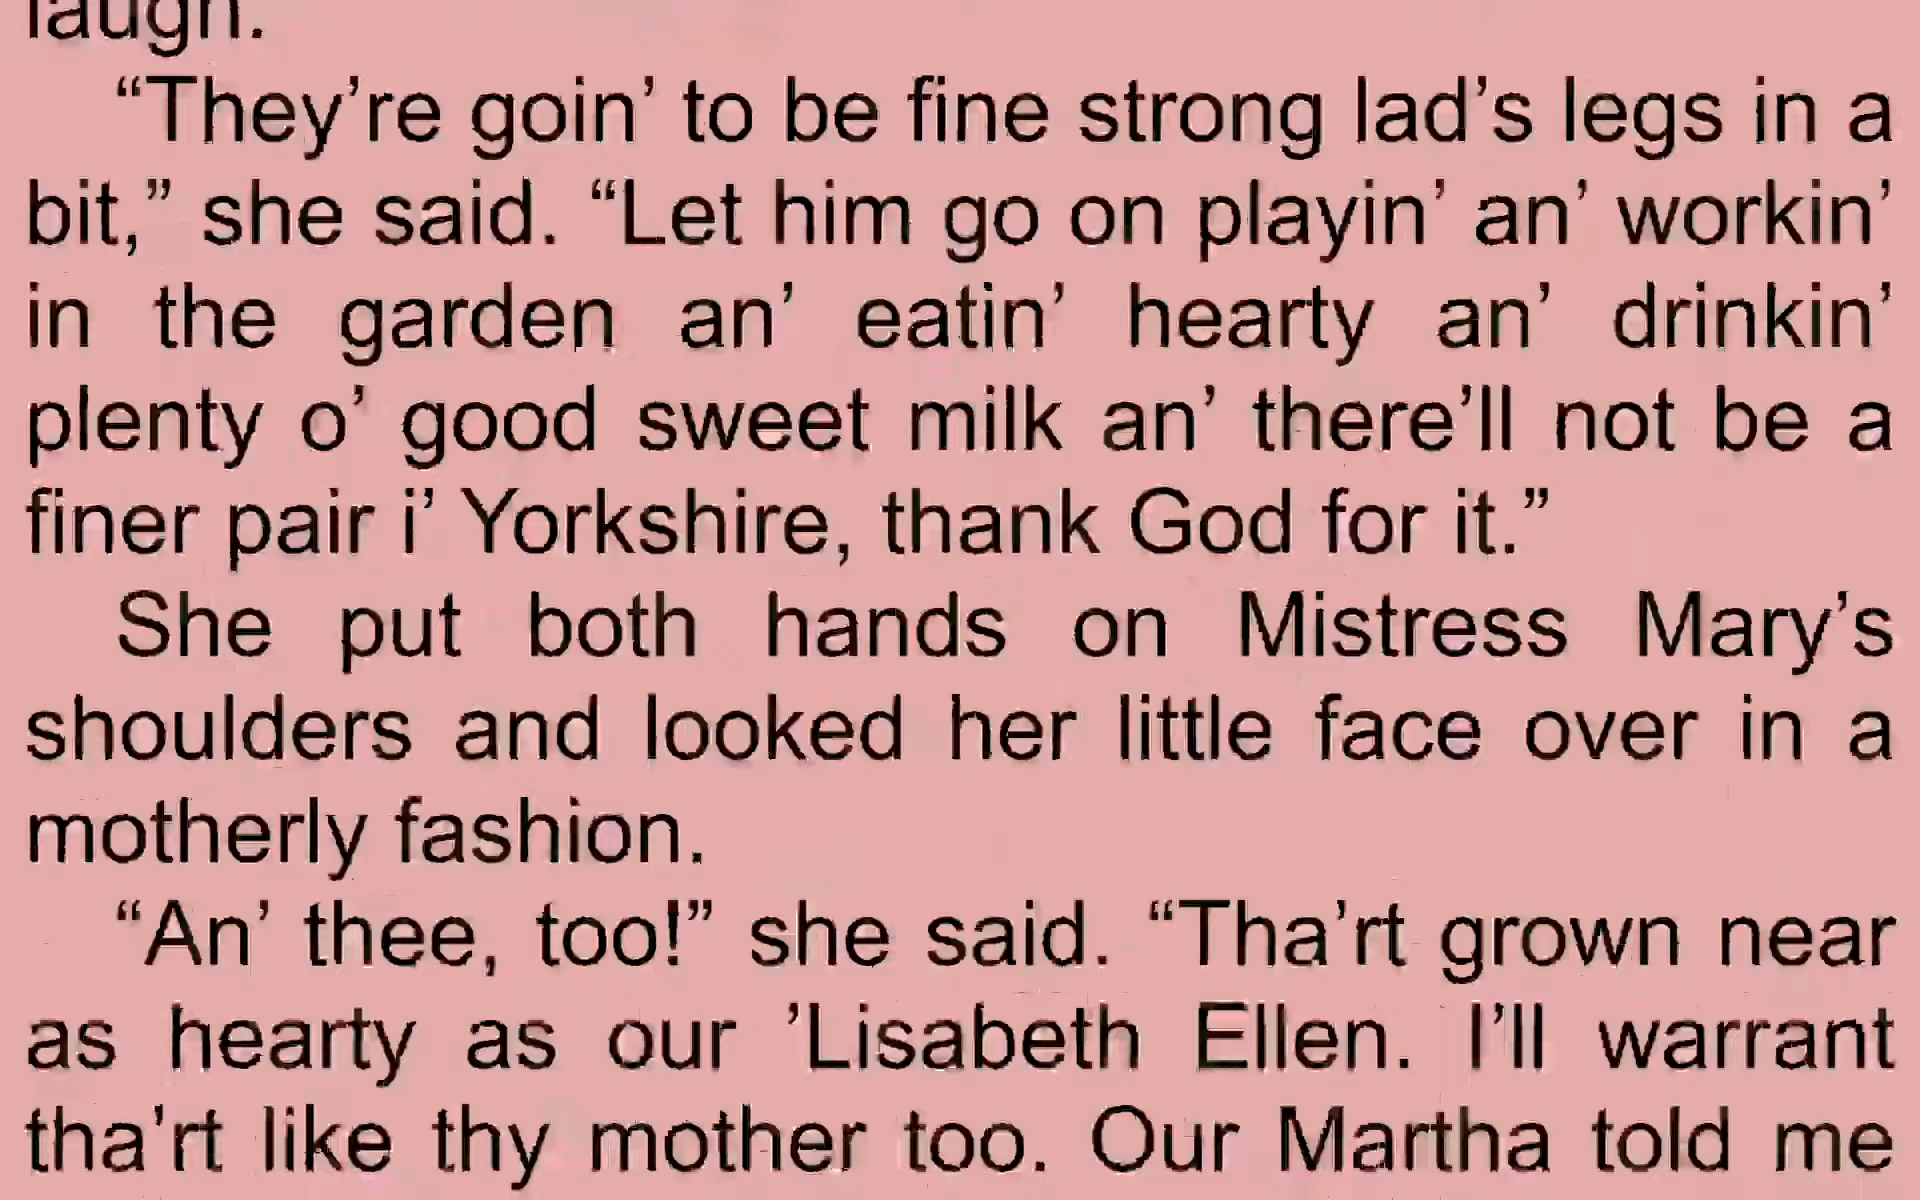 laugh.
“They’re goin’ to be fine strong lad’s legs in a
bit,” she said. “Let him go on playin’ an’ workin’
in the garden an’ eatin’ hearty an’ drinkin’
plenty o’ good sweet milk an’ there’ll not be a
finer pair i’ Yorkshire, thank God for it.”
She put both hands on Mistress Mary’s
shoulders and looked her little face over in a
motherly fashion.
“An’ thee, too!” she said. “Tha’rt grown near
as hearty as our ’Lisabeth Ellen. I’ll warrant
tha’rt like thy mother too. Our Martha told me